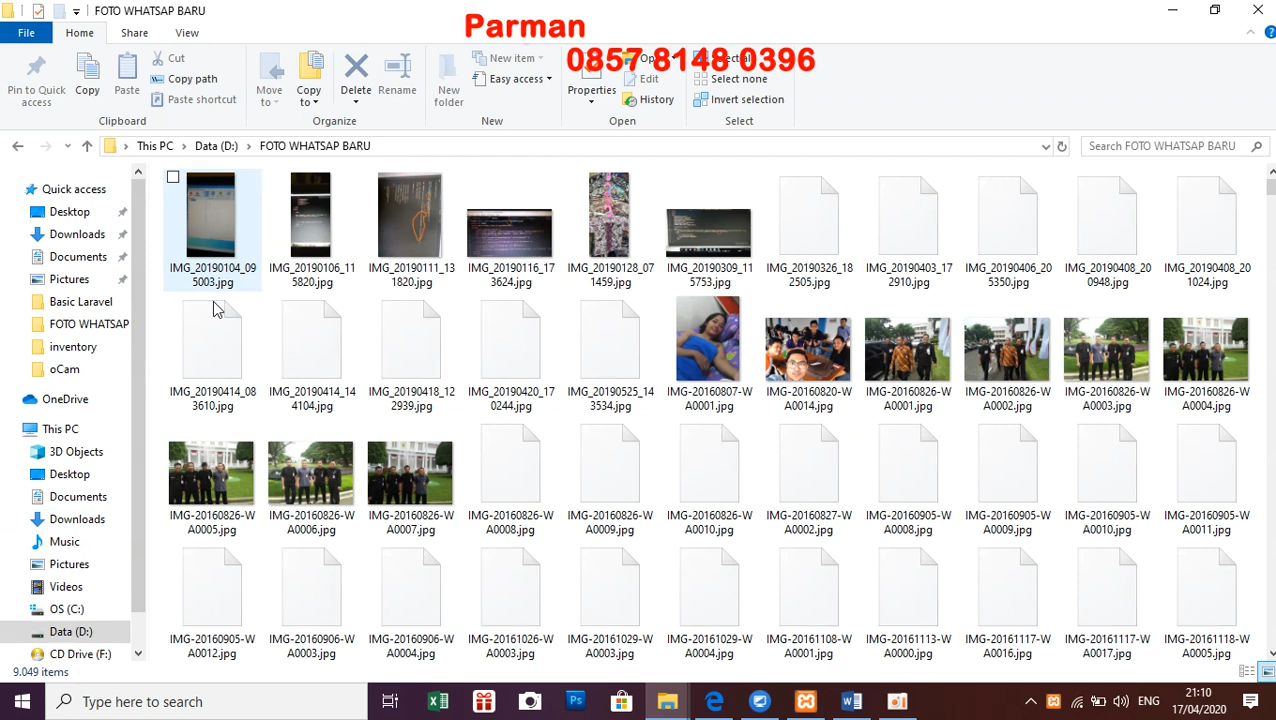 FOTO WHATSAP BARU
Parman
0857 8148 0396
File Home Share View
Pin to Quick access
Copy
Paste
Cut
Copy path
Paste shortcut
Clipboard
Move to
Copy to
Delete
Rename
Organize
New folder
New item
Easy access
New
Properties
Edit
History
Open
Select none
Invert selection
Select
This PC > Data (D:) > FOTO WHATSAP BARU
Search FOTO WHATSAP BARU
Quick access
Desktop
Downloads
Documents
Pictures
Basic Laravel
FOTO WHATSAP
inventory
oCam
OneDrive
This PC
3D Objects
Desktop
Documents
Downloads
Music
Pictures
Videos
OS (C:)
Data (D:)
CD Drive (F:)
IMG_20190104_095003.jpg
IMG_20190106_115820.jpg
IMG_20190111_131820.jpg
IMG_20190116_173624.jpg
IMG_20190128_071459.jpg
IMG_20190309_115753.jpg
IMG_20190326_182505.jpg
IMG_20190403_172910.jpg
IMG_20190406_205350.jpg
IMG_20190408_200948.jpg
IMG_20190408_201024.jpg
IMG_20190414_083610.jpg
IMG_20190414_144104.jpg
IMG_20190418_122939.jpg
IMG_20190420_170244.jpg
IMG_20190525_143534.jpg
IMG-20160807-WA0001.jpg
IMG-20160820-WA0014.jpg
IMG-20160826-WA0001.jpg
IMG-20160826-WA0002.jpg
IMG-20160826-WA0003.jpg
IMG-20160826-WA0004.jpg
IMG-20160826-WA0005.jpg
IMG-20160826-WA0006.jpg
IMG-20160826-WA0007.jpg
IMG-20160826-WA0008.jpg
IMG-20160826-WA0009.jpg
IMG-20160826-WA0010.jpg
IMG-20160827-WA0002.jpg
IMG-20160905-WA0008.jpg
IMG-20160905-WA0009.jpg
IMG-20160905-WA0010.jpg
IMG-20160905-WA0011.jpg
IMG-20160905-WA0012.jpg
IMG-20160906-WA0003.jpg
IMG-20160906-WA0004.jpg
IMG-20161026-WA0003.jpg
IMG-20161029-WA0003.jpg
IMG-20161029-WA0004.jpg
IMG-20161108-WA0001.jpg
IMG-20161113-WA0000.jpg
IMG-20161117-WA0016.jpg
IMG-20161117-WA0017.jpg
IMG-20161118-WA0005.jpg
9.049 items
Type here to search
Ps
ENG
21:10
17/04/2020